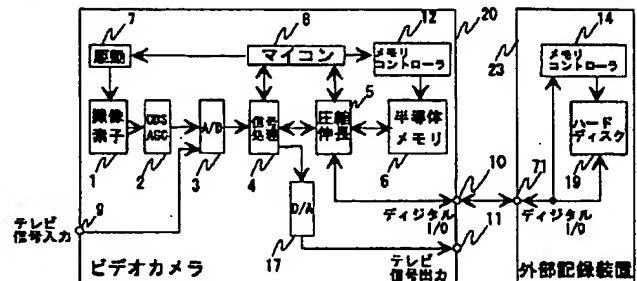 7
8
12
20
14
駆動
マイコン
メモリ
コントローラ
23
メモリ
コントローラ
5
撮像
素子
CDS
AGC
A/D
信号
処理
圧縮
伸長
半導体
メモリ
ハード
ディスク
1
2
3
4
6
10
71
19
9
D/A
ディジタル
I/O
11
ディジタル
I/O
テレビ
信号入力
17
ビデオカメラ
テレビ
信号出力
外部記録装置